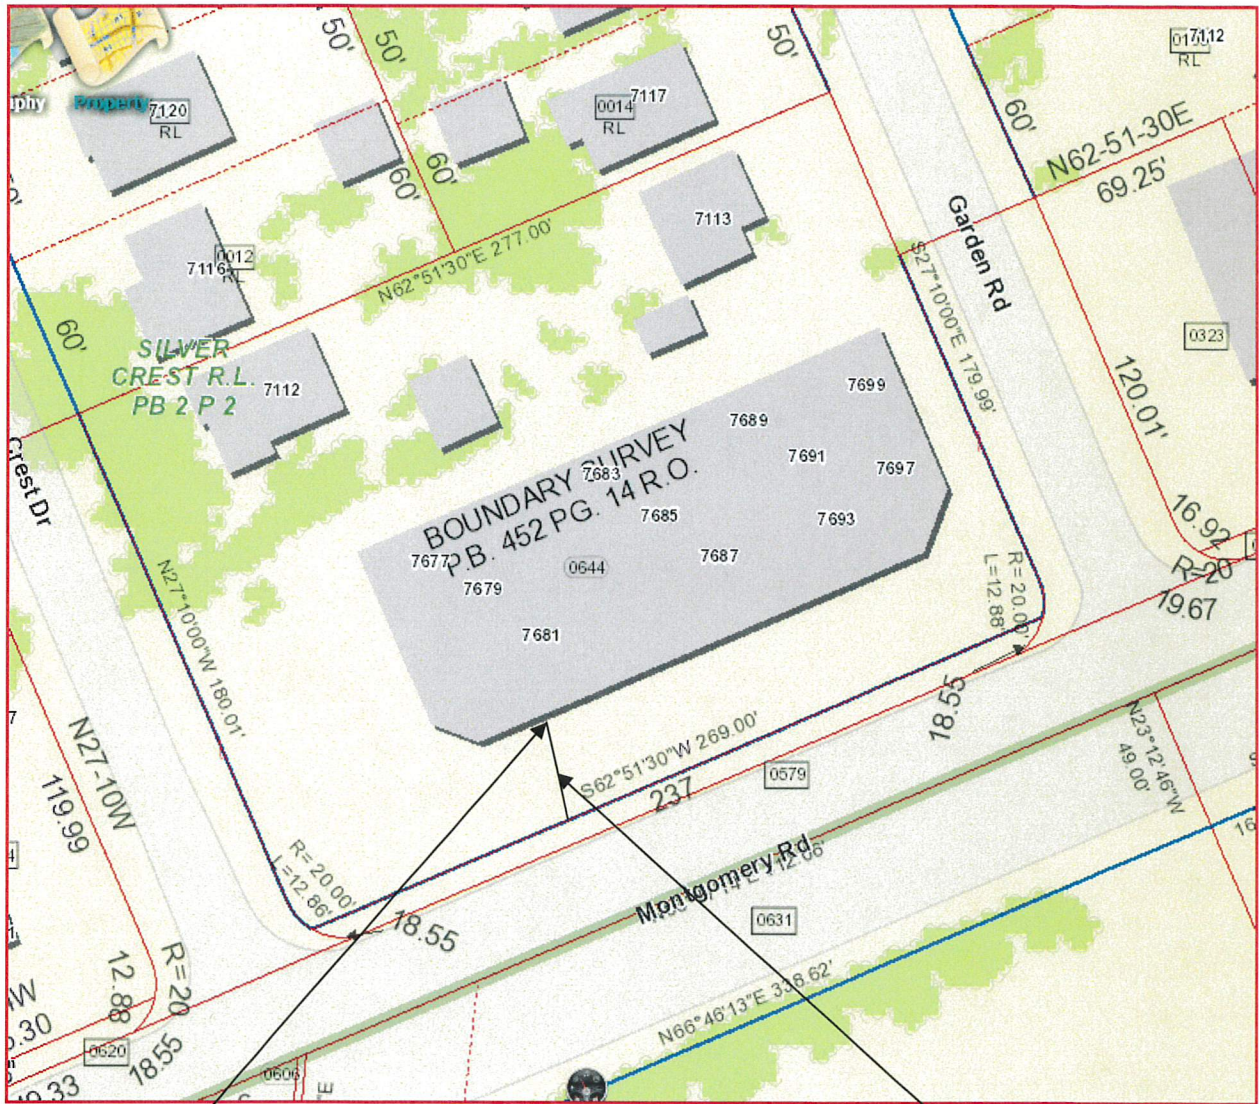 50'
50'
50'
0135
7112
RL
phy
Property
7120
RL
7117
0014
RL
60'
60'
60'
N62-51-30E
69.25'
7113
Garden Rd
N62°51'30"E 277.00'
S27°10'00"E 179.99'
0012
7116
RL
60'
SILVER
CREST R.L.
PB 2 P 2
7112
0323
120.01'
7699
7689
7691
7697
BOUNDARY SURVEY
P.B. 452 PG. 14 R.O.
7683
7685
7693
7687
7677
0644
7679
7681
Crest Dr
N27°10'00"W 180.01'
16.92
R=20
19.67
R= 20.00'
L=12.88'
18.55
N27-10W
119.99
S62°51'30"W 269.00'
237
0579
N23°12'46"W
49.00'
Montgomery Rd
0631
R= 20.00'
L=12.86'
18.55
12.88
R=20
N66°46'13"E 338.62'
0620
18.55
0606